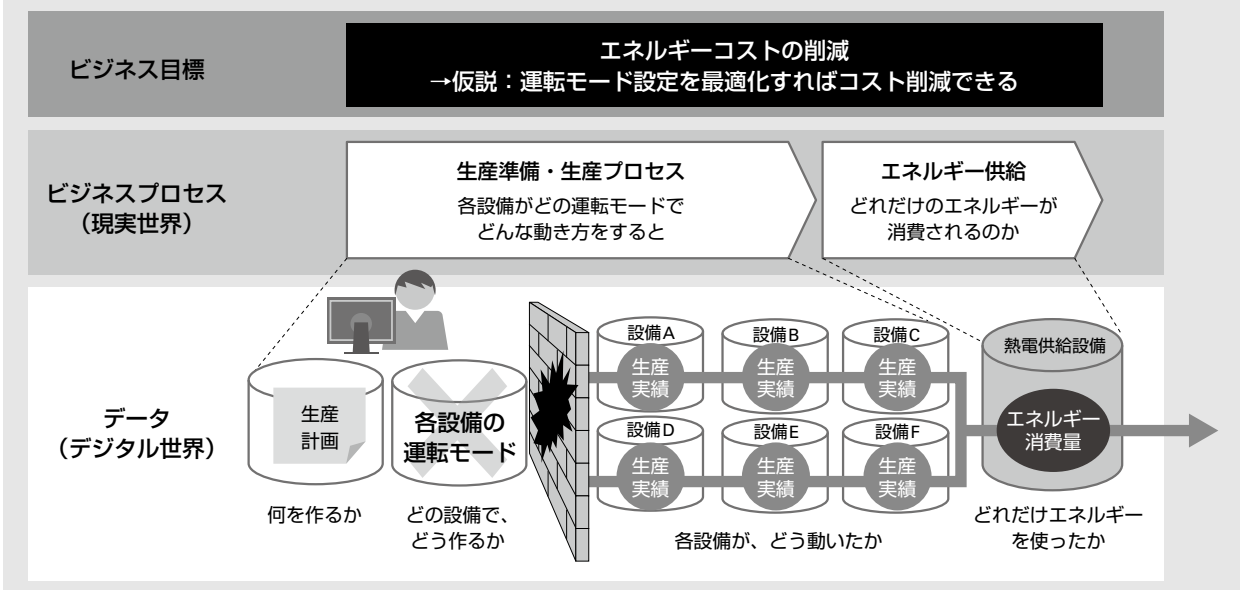 ビジネス目標
エネルギーコストの削減
→仮説：運転モード設定を最適化すればコスト削減できる
ビジネスプロセス
（現実世界）
生産準備・生産プロセス
各設備がどの運転モードで
どんな動き方をすると
エネルギー供給
どれだけのエネルギーが
消費されるのか
データ
（デジタル世界）
生産
計画
何を作るか
各設備の
運転モード
どの設備で、
どう作るか
設備A
生産
実績
設備B
生産
実績
設備C
生産
実績
設備D
生産
実績
設備E
生産
実績
設備F
生産
実績
各設備が、どう動いたか
熱電供給設備
エネルギー
消費量
どれだけエネルギー
を使ったか